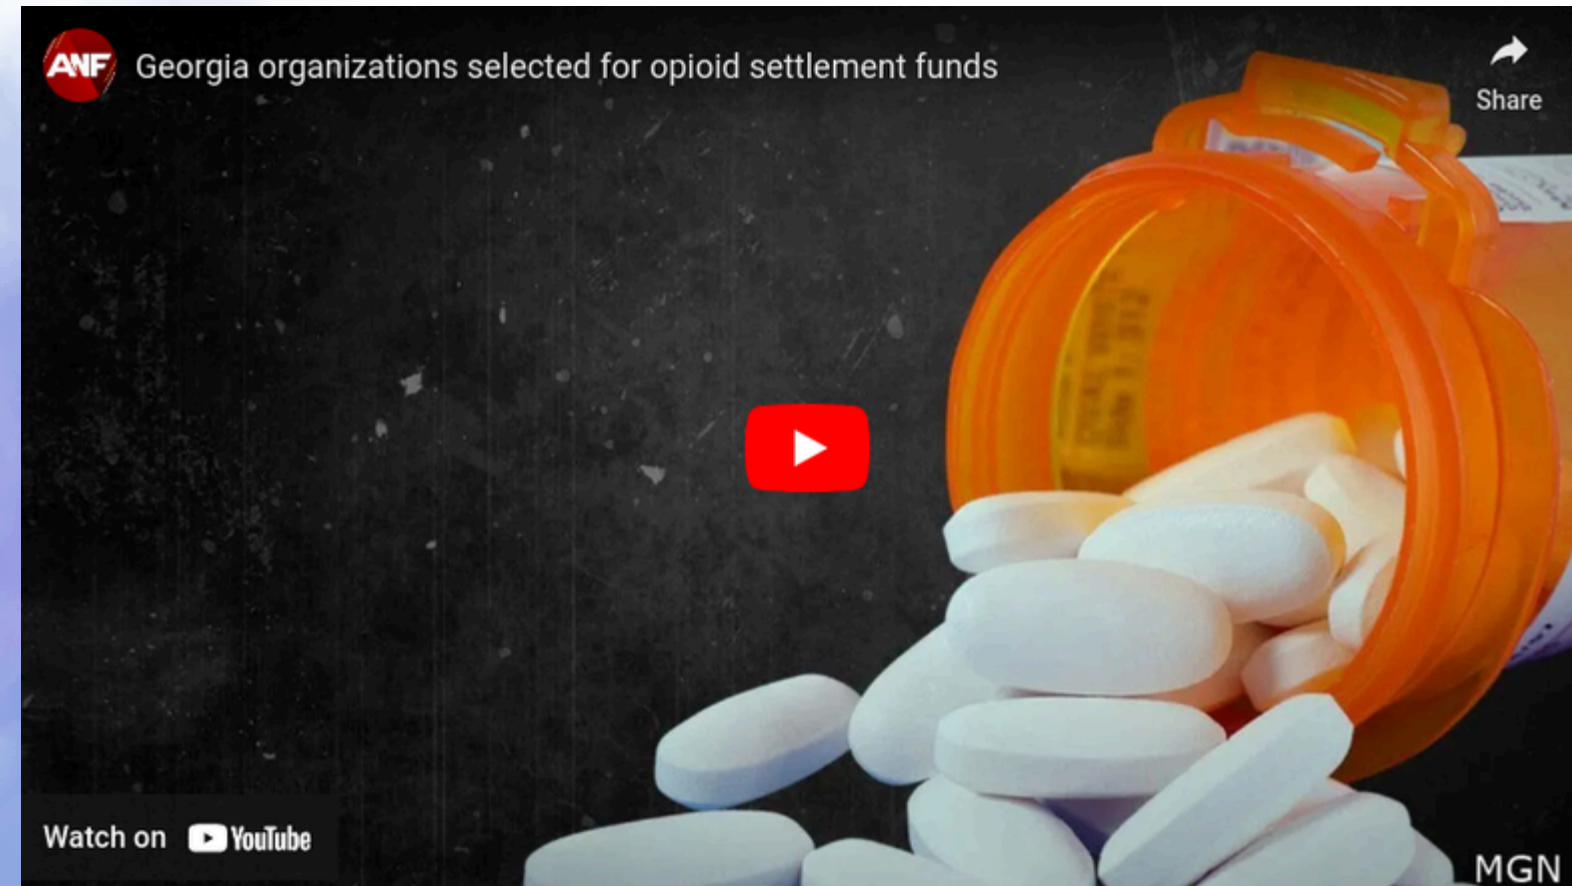 ANF
Georgia organizations selected for opioid settlement funds
Share
Watch on YouTube
MGN